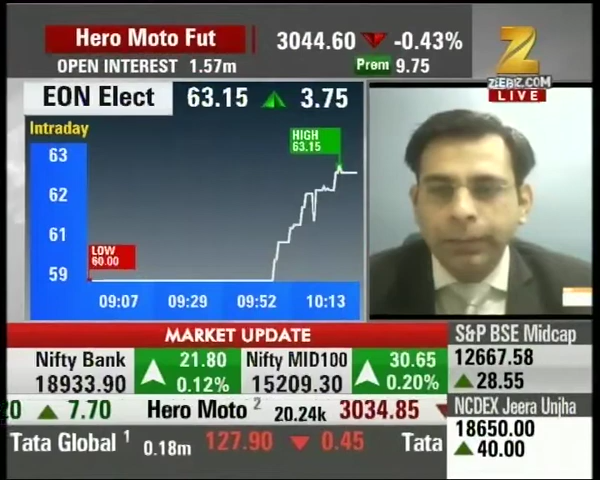 Hero Moto Fut 3044.60 -0.43%
OPEN INTEREST 1.57m Prem 9.75
Z
ZEEBIZ.COM
LIVE
EON Elect 63.15 3.75
Intraday
HIGH
63.15
63
62
61
59
LOW
60.00
09:07 09:29 09:52 10:13
MARKET UPDATE
Nifty Bank 21.80 Nifty MID100 30.65
18933.90 0.12% 15209.30 0.20%
S&P BSE Midcap
12667.58
28.55
20 7.70 Hero Moto 2 20.24k 3034.85
NCDEX Jeera Unjha
18650.00
40.00
Tata Global 1 0.18m 127.90 0.45 Tata